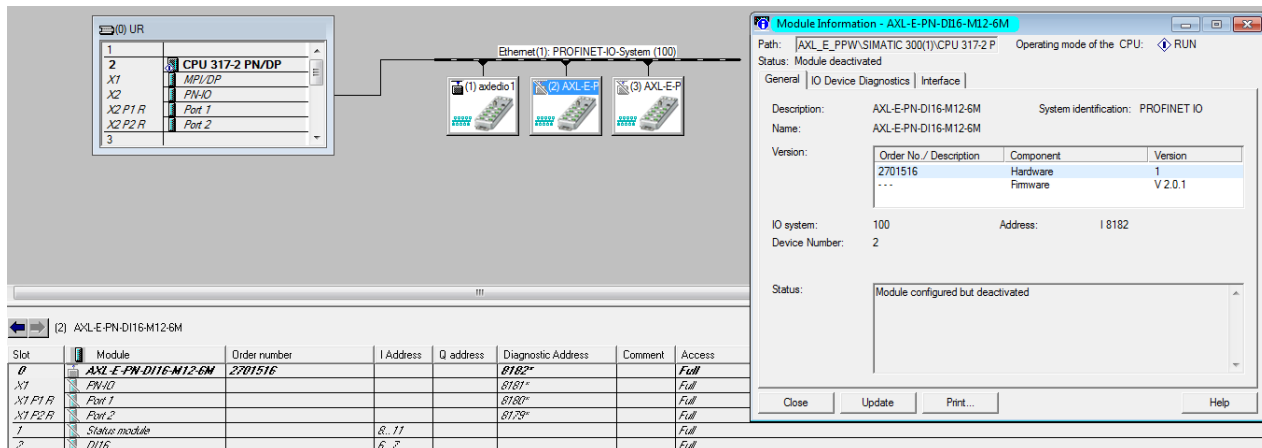 (0) UR
1
2 CPU 317-2 PN/DP
X1 MPI/DP
X2 PN-IO
X2 P1 R Port 1
X2 P2 R Port 2
3
Ethernet(1): PROFINET-IO-System (100)
(1) axledio1
(2) AXL-E-P
(3) AXL-E-P
Module Information - AXL-E-PN-DI16-M12-6M
Path: AXL_E_PPW\SIMATIC 300(1)\CPU 317-2 P Operating mode of the CPU: RUN
Status: Module deactivated
General IO Device Diagnostics Interface
Description: AXL-E-PN-DI16-M12-6M System identification: PROFINET IO
Name: AXL-E-PN-DI16-M12-6M
Version:
Order No./ Description Component Version
2701516 Hardware 1
- - - Firmware V 2.0.1
IO system: 100 Address: I 8182
Device Number: 2
Status: Module configured but deactivated
Close Update Print... Help
(2) AXL-E-PN-DI16-M12-6M
Slot Module Order number I Address Q address Diagnostic Address Comment Access
0 AXL-E-PN-DI16-M12-6M 2701516 8182* Full
X1 PN-IO 8181* Full
X1 P1 R Port 1 8180* Full
X1 P2 R Port 2 8179* Full
1 Status module 8...11 Full
2 DI16 6...7 Full